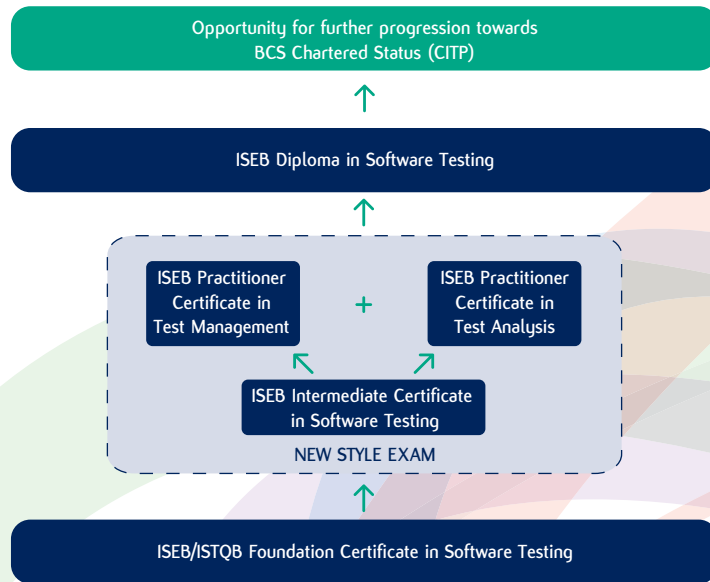 Opportunity for further progression towards
BCS Chartered Status (CITP)
ISEB Diploma in Software Testing
ISEB Practitioner
Certificate in
Test Management
+
ISEB Practitioner
Certificate in
Test Analysis
ISEB Intermediate Certificate
in Software Testing
NEW STYLE EXAM
ISEB/ISTQB Foundation Certificate in Software Testing